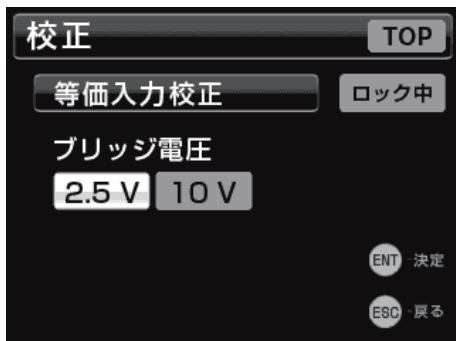 校正 TOP
等価入力校正 ロック中
ブリッジ電圧
2.5 V 10 V
ENT - 決定
ESC - 戻る